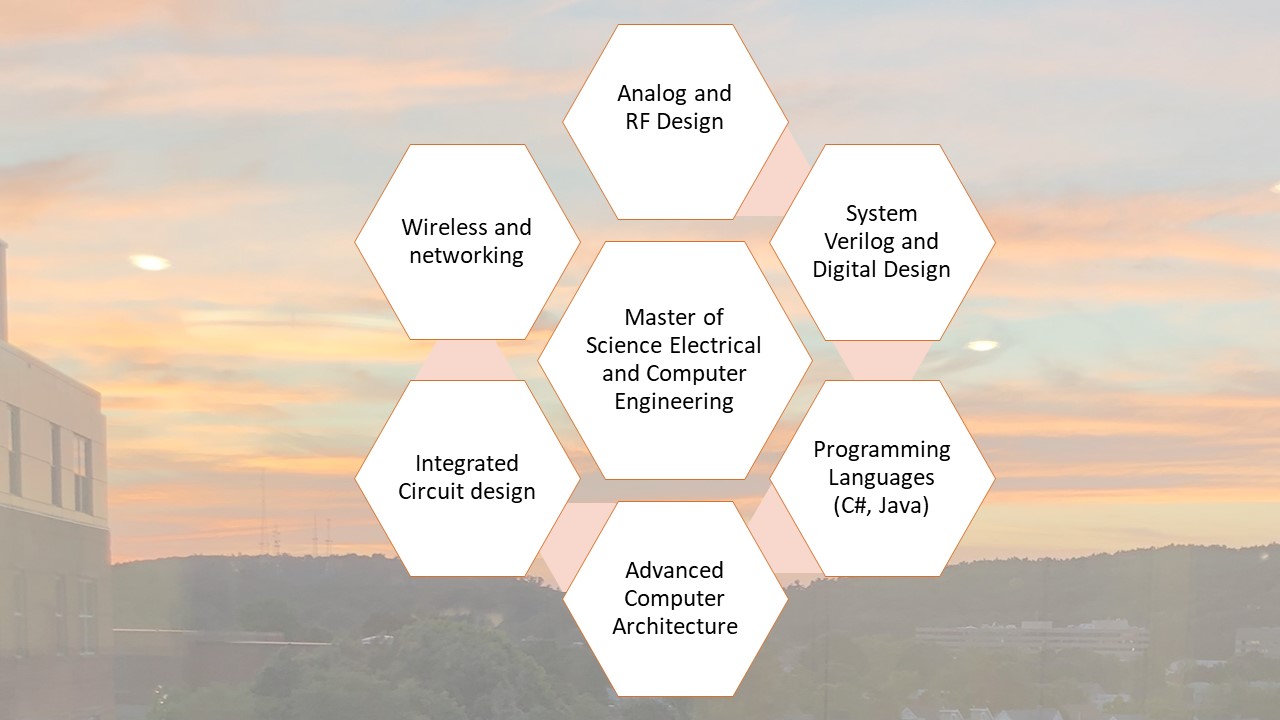 Analog and
RF Design
Wireless and
networking
System
Verilog and
Digital Design
Master of
Science Electrical
and Computer
Engineering
Integrated
Circuit design
Programming
Languages
(C#, Java)
Advanced
Computer
Architecture